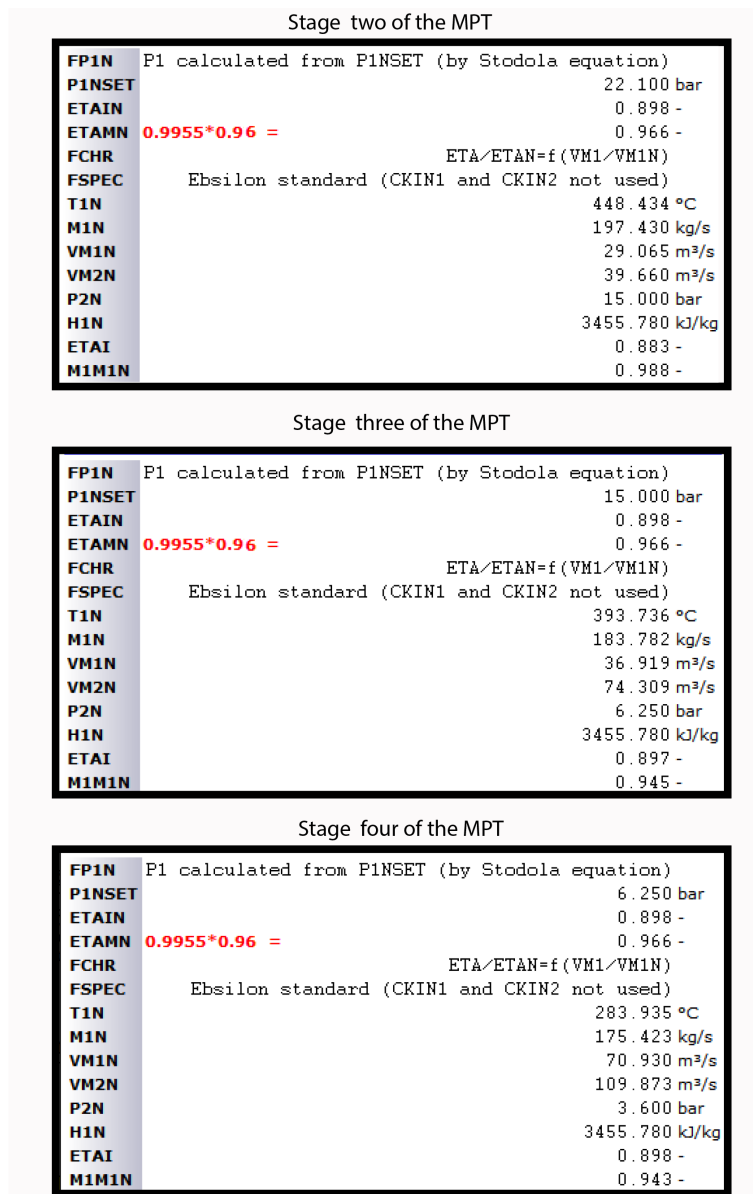 Stage two of the MPT
FP1N P1 calculated from P1NSET (by Stodola equation)
P1NSET 22.100 bar
ETAIN 0.898 -
ETAMN 0.9955*0.96 = 0.966 -
FCHR ETA/ETAN=f(VM1/VM1N)
FSPEC Ebsilon standard (CKIN1 and CKIN2 not used)
T1N 448.434 °C
M1N 197.430 kg/s
VM1N 29.065 m³/s
VM2N 39.660 m³/s
P2N 15.000 bar
H1N 3455.780 kJ/kg
ETAI 0.883 -
M1M1N 0.988 -
Stage three of the MPT
FP1N P1 calculated from P1NSET (by Stodola equation)
P1NSET 15.000 bar
ETAIN 0.898 -
ETAMN 0.9955*0.96 = 0.966 -
FCHR ETA/ETAN=f(VM1/VM1N)
FSPEC Ebsilon standard (CKIN1 and CKIN2 not used)
T1N 393.736 °C
M1N 183.782 kg/s
VM1N 36.919 m³/s
VM2N 74.309 m³/s
P2N 6.250 bar
H1N 3455.780 kJ/kg
ETAI 0.897 -
M1M1N 0.945 -
Stage four of the MPT
FP1N P1 calculated from P1NSET (by Stodola equation)
P1NSET 6.250 bar
ETAIN 0.898 -
ETAMN 0.9955*0.96 = 0.966 -
FCHR ETA/ETAN=f(VM1/VM1N)
FSPEC Ebsilon standard (CKIN1 and CKIN2 not used)
T1N 283.935 °C
M1N 175.423 kg/s
VM1N 70.930 m³/s
VM2N 109.873 m³/s
P2N 3.600 bar
H1N 3455.780 kJ/kg
ETAI 0.898 -
M1M1N 0.943 -